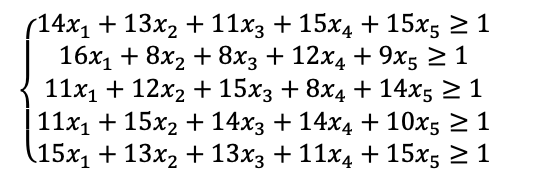 14x₁ + 13x₂ + 11x₃ + 15x₄ + 15x₅ ≥ 1
16x₁ + 8x₂ + 8x₃ + 12x₄ + 9x₅ ≥ 1
11x₁ + 12x₂ + 15x₃ + 8x₄ + 14x₅ ≥ 1
11x₁ + 15x₂ + 14x₃ + 14x₄ + 10x₅ ≥ 1
15x₁ + 13x₂ + 13x₃ + 11x₄ + 15x₅ ≥ 1